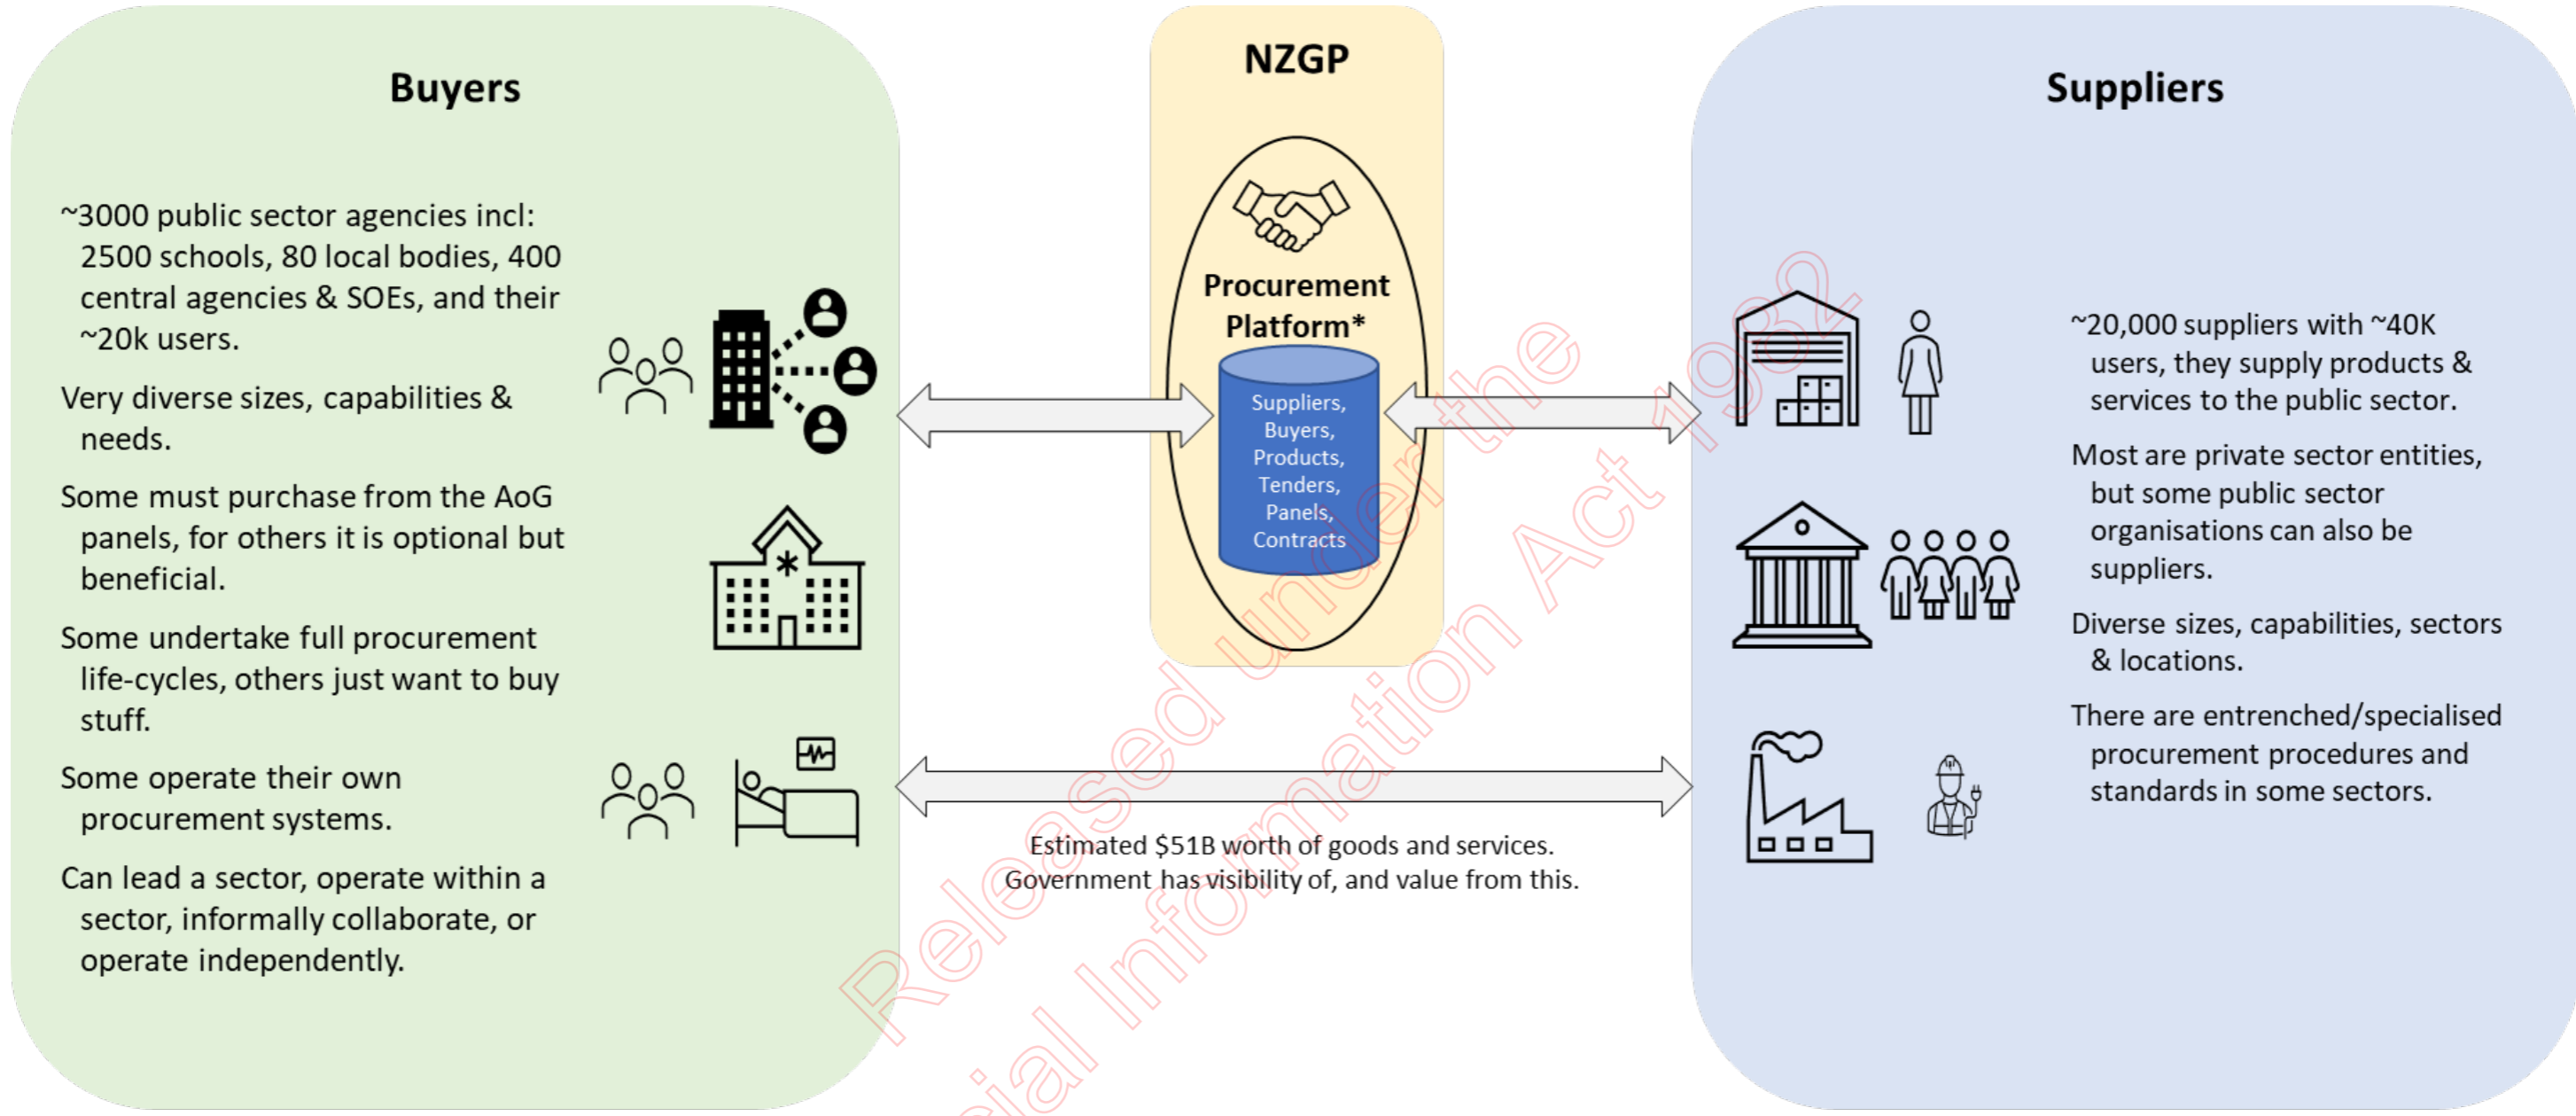 Buyers
~3000 public sector agencies incl:
2500 schools, 80 local bodies, 400
central agencies & SOEs, and their
~20k users.
Very diverse sizes, capabilities &
needs.
Some must purchase from the AoG
panels, for others it is optional but
beneficial.
Some undertake full procurement
life-cycles, others just want to buy
stuff.
Some operate their own
procurement systems.
Can lead a sector, operate within a
sector, informally collaborate, or
operate independently.
NZGP
Procurement
Platform*
Suppliers,
Buyers,
Products,
Tenders,
Panels,
Contracts
Estimated $51B worth of goods and services.
Government has visibility of, and value from this.
Suppliers
~20,000 suppliers with ~40K
users, they supply products &
services to the public sector.
Most are private sector entities,
but some public sector
organisations can also be
suppliers.
Diverse sizes, capabilities, sectors
& locations.
There are entrenched/specialised
procurement procedures and
standards in some sectors.
Released under the
cial Information Act 1982